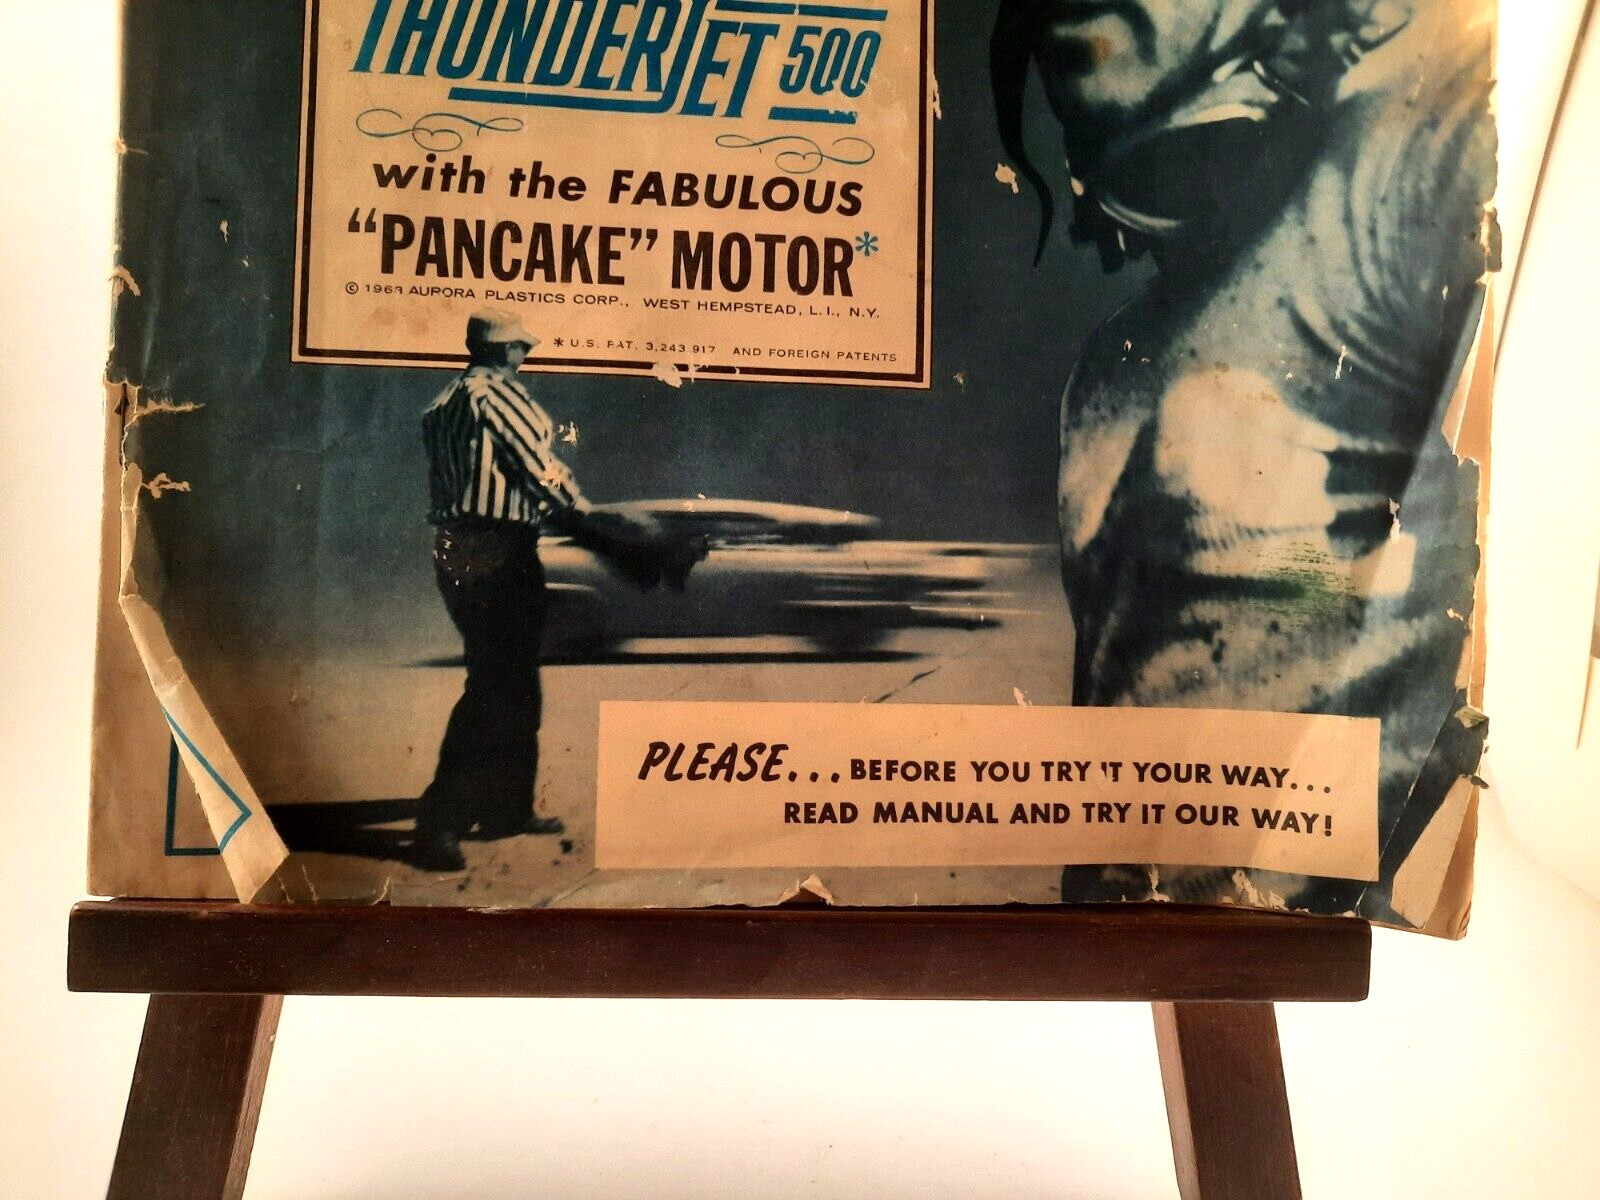 THUNDERJET 500
with the FABULOUS
"PANCAKE" MOTOR*
© 1963 AURORA PLASTICS CORP., WEST HEMPSTEAD, L.I., N.Y.
* U.S. PAT. 3,243,917 AND FOREIGN PATENTS
PLEASE... BEFORE YOU TRY IT YOUR WAY...
READ MANUAL AND TRY IT OUR WAY!